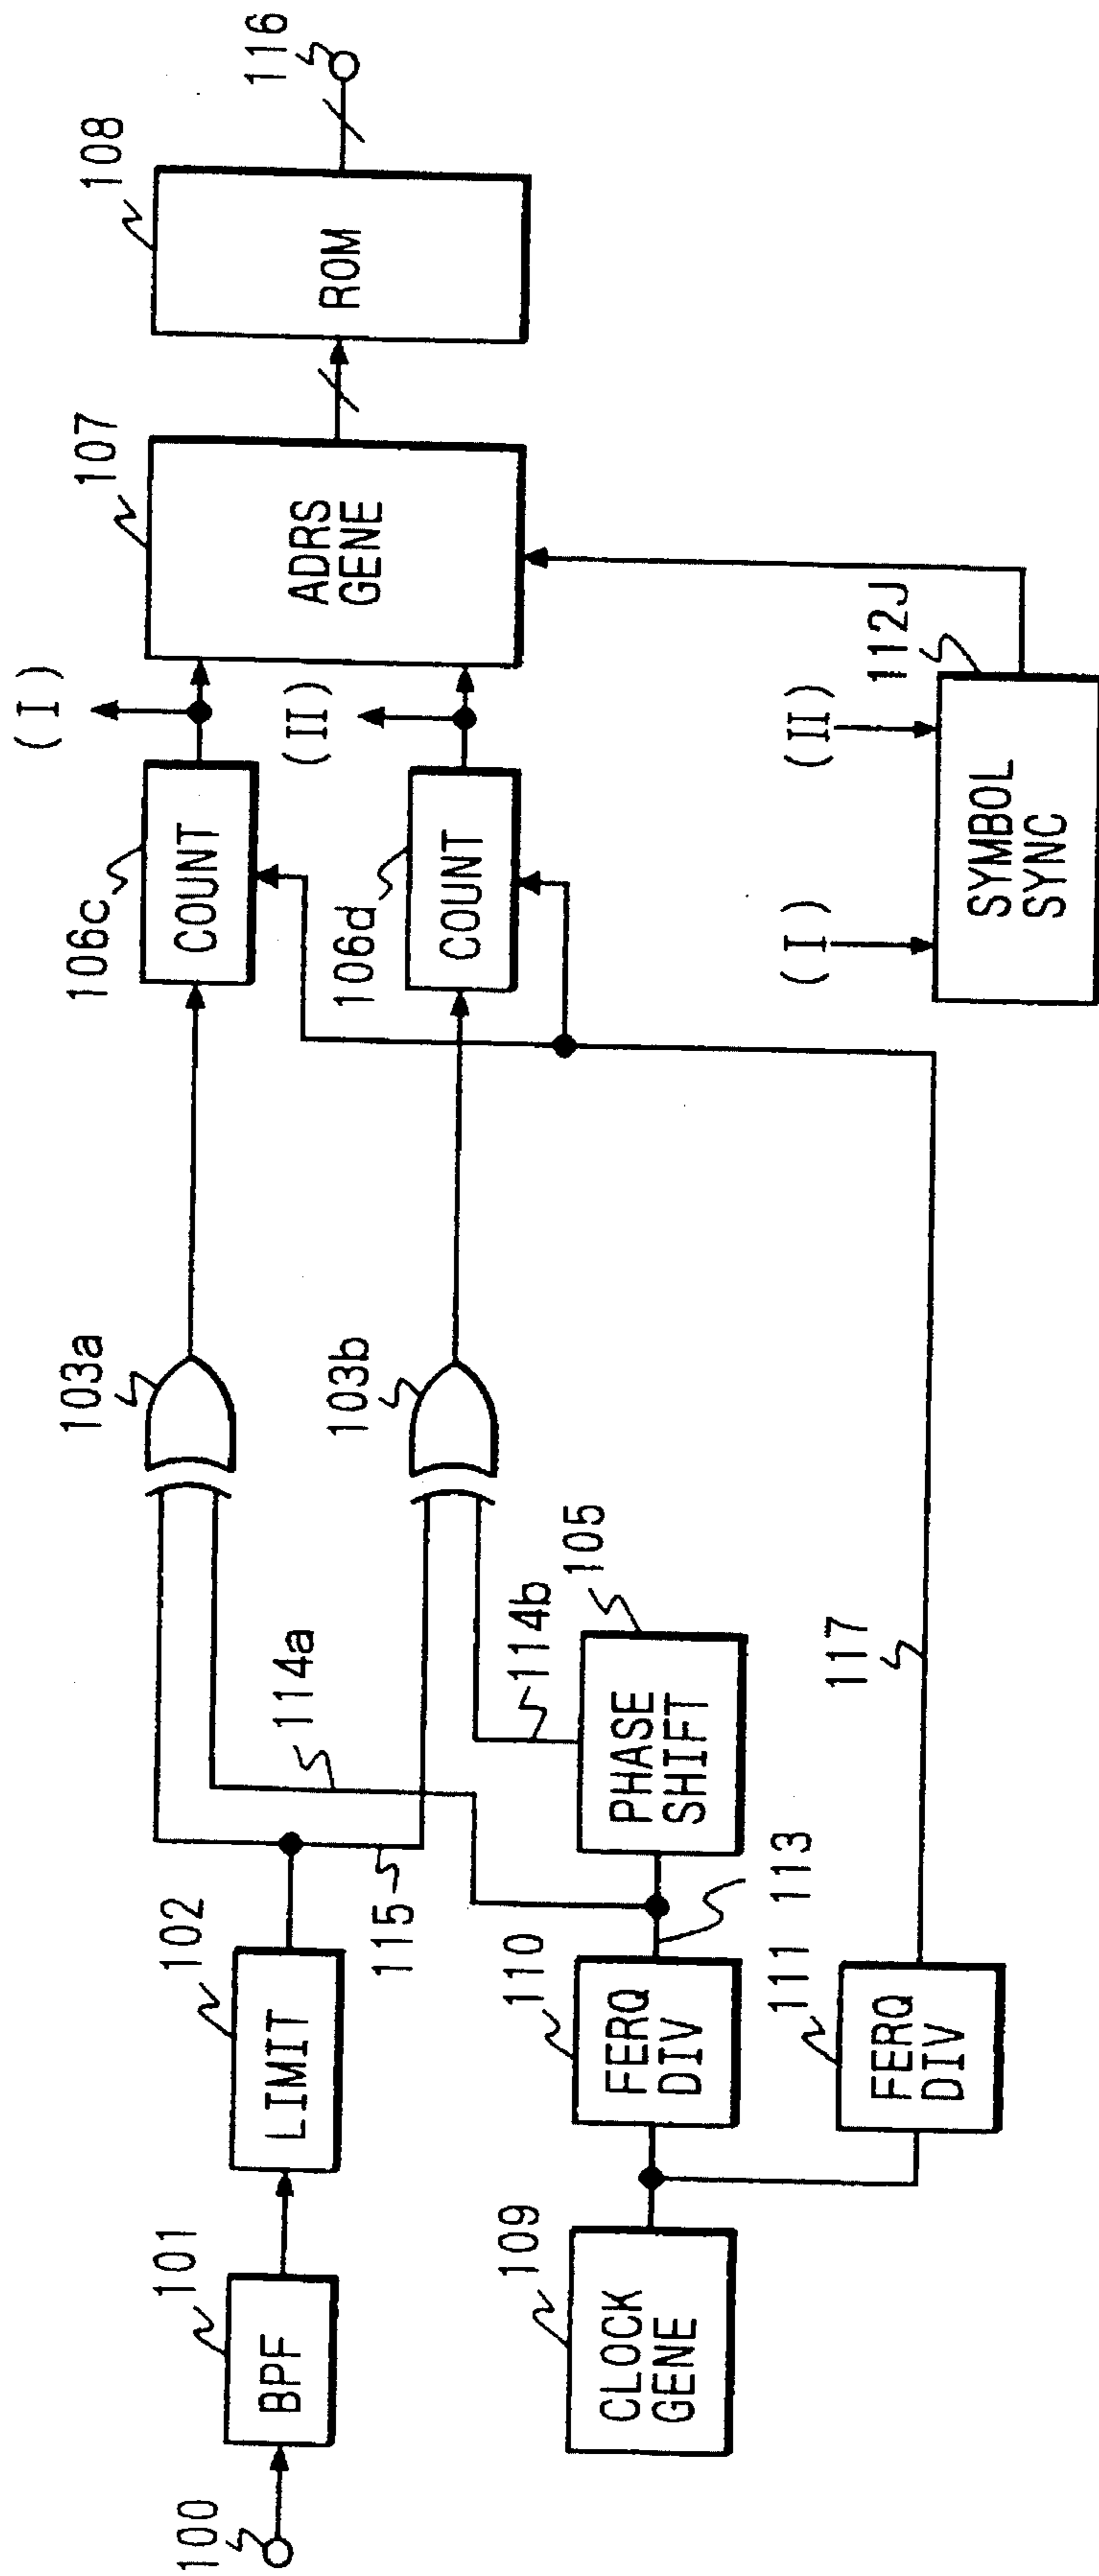 100
101
BPF
102
LIMIT
115
114a
103a
103b
114b
105
PHASE
SHIFT
109
CLOCK
GENE
110
FERQ
DIV
113
111
FERQ
DIV
117
106c
COUNT
(I)
106d
COUNT
(II)
107
ADRS
GENE
108
ROM
116
(I)
(II)
112J
SYMBOL
SYNC